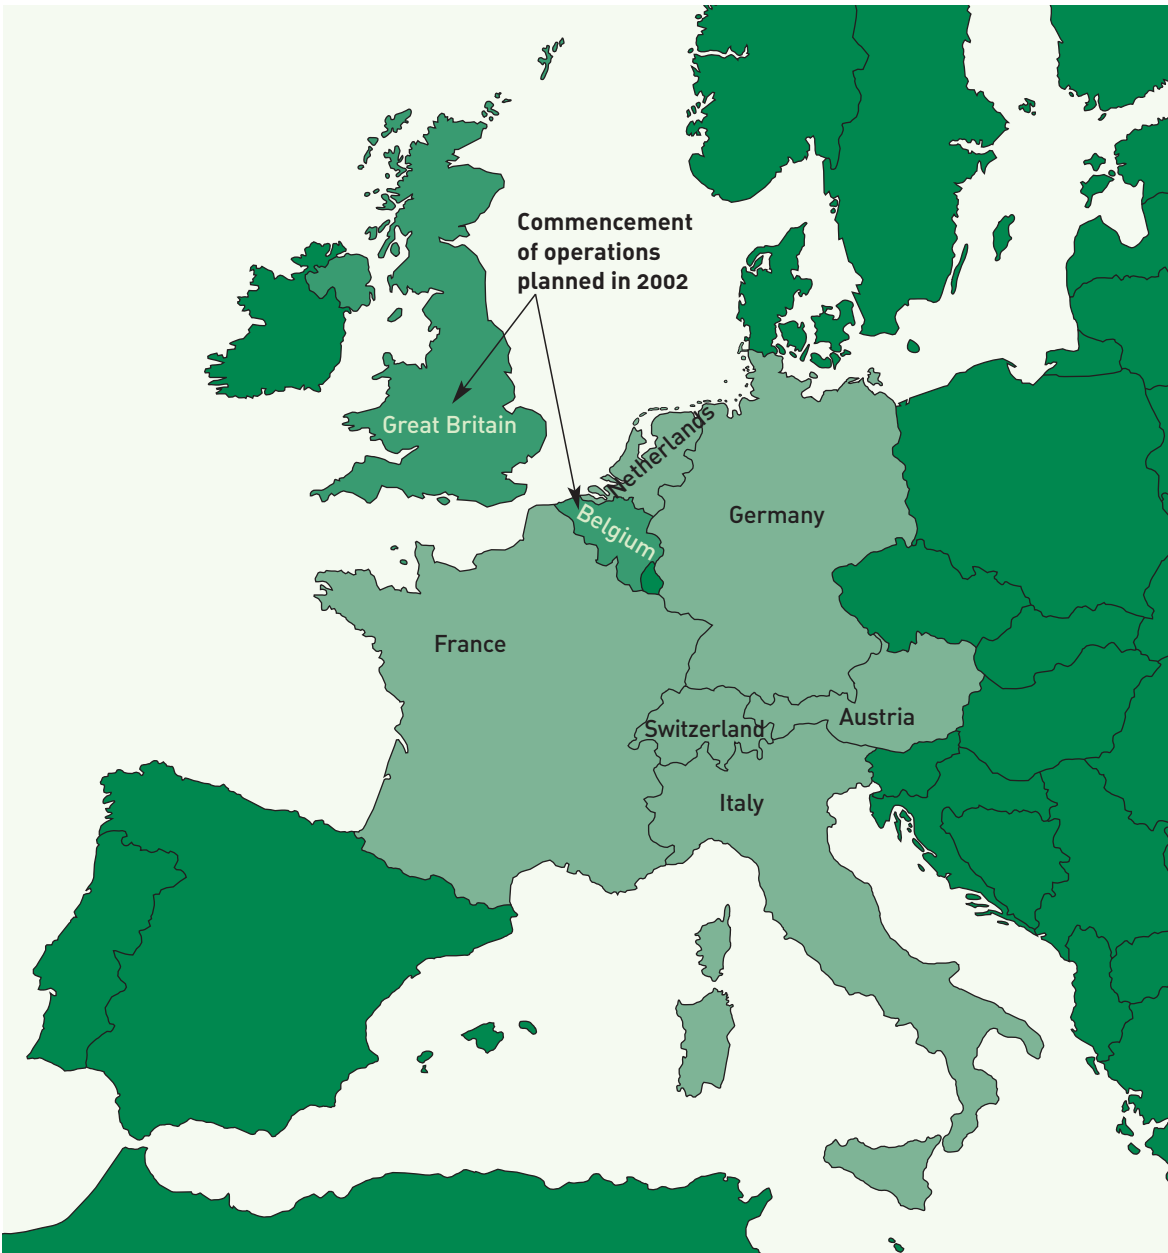 Commencement
of operations
planned in 2002
Great Britain
Netherlands
Belgium
Germany
France
Switzerland
Austria
Italy